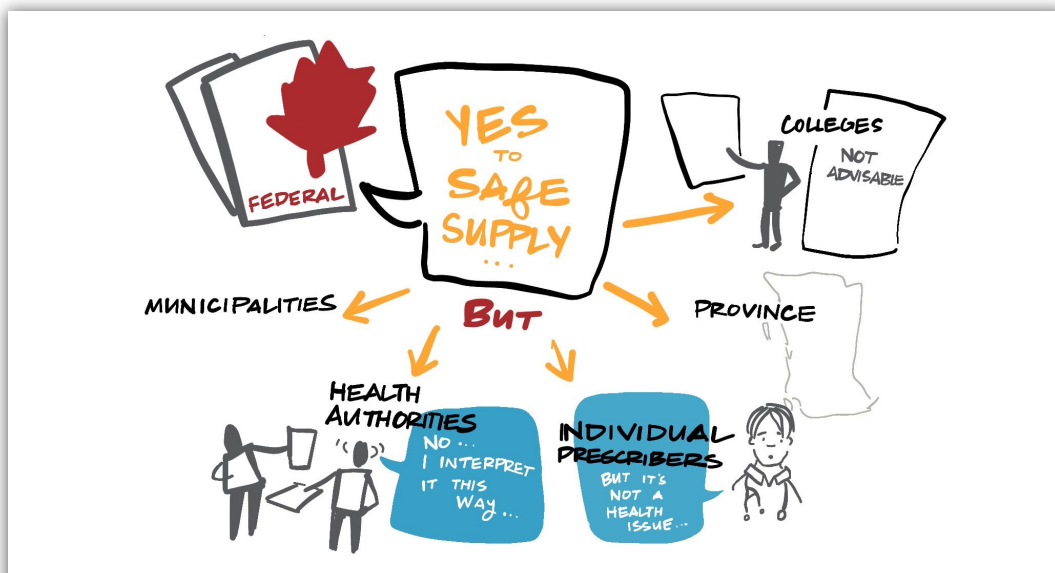 FEDERAL
YES
TO
SAFE
SUPPLY
...
BUT
COLLEGES
NOT
ADVISABLE
MUNICIPALITIES
PROVINCE
HEALTH
AUTHORITIES
NO...
I INTERPRET
IT THIS
WAY...
INDIVIDUAL
PRESCRIBERS
BUT IT'S
NOT A
HEALTH
ISSUE...